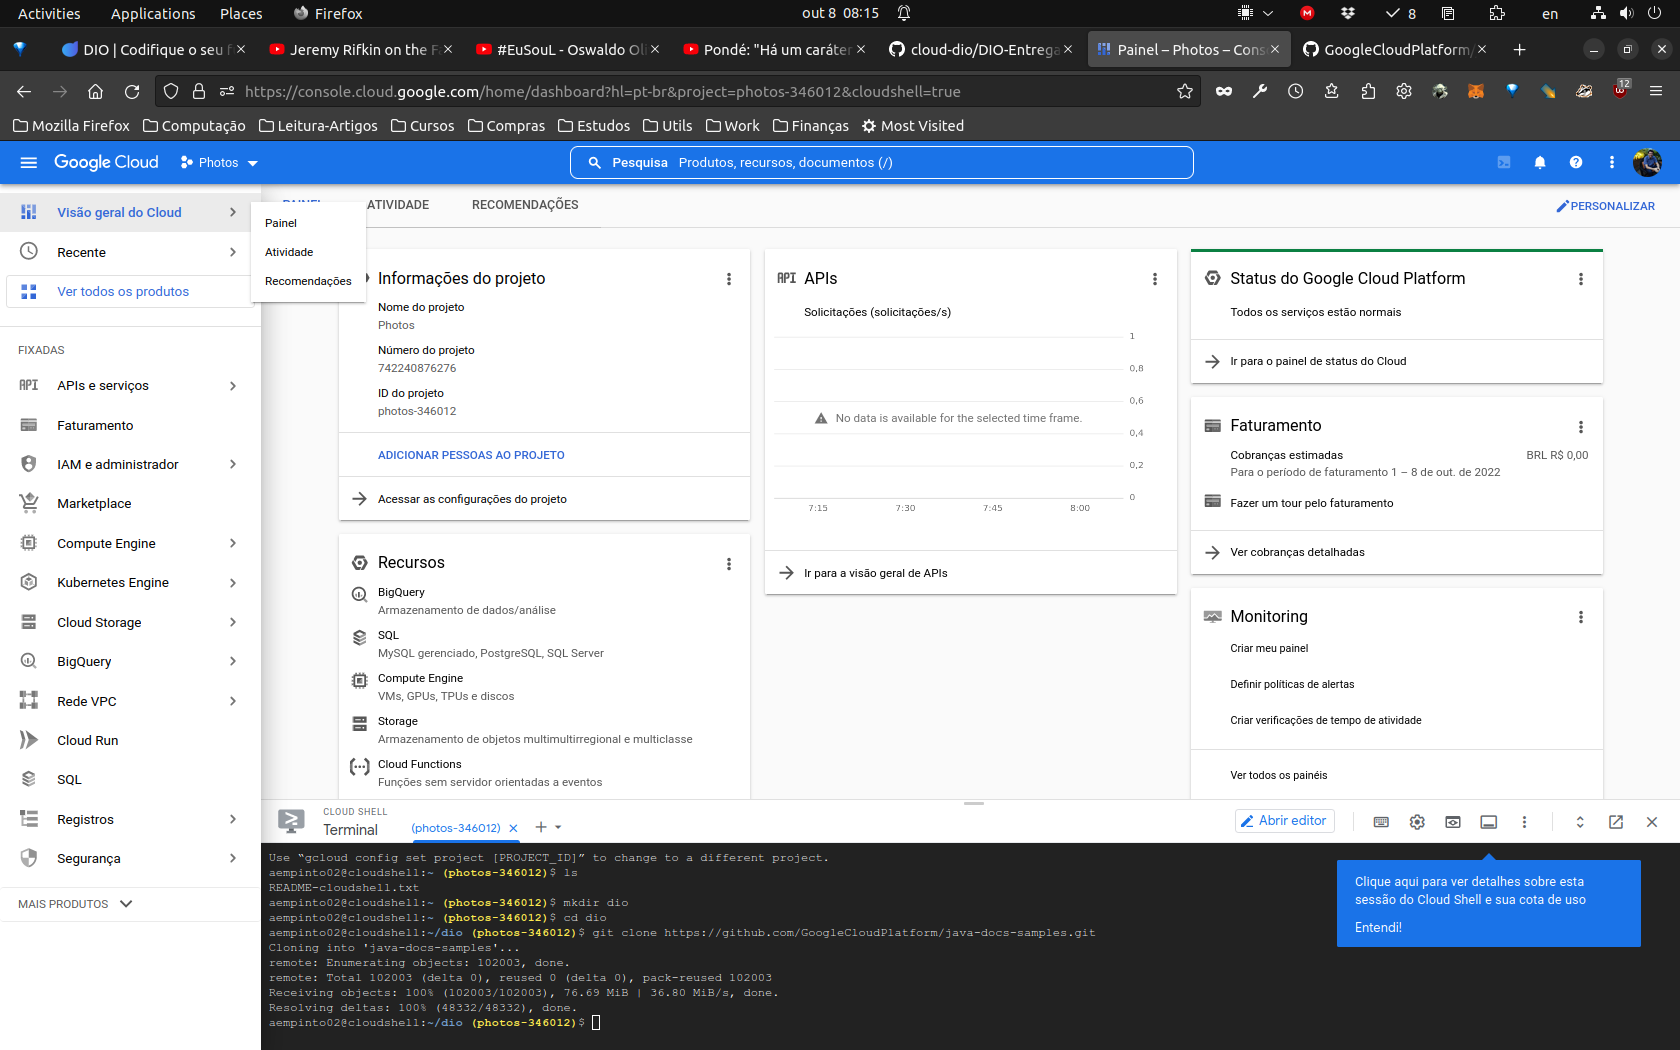 Activities Applications Places Firefox out 8 08:15 8 en
DIO | Codifique o seu f Jeremy Rifkin on the F #EuSouL - Oswaldo Oli Pondé: "Há um caráter cloud-dio/DIO-Entrega Painel – Photos – Cons GoogleCloudPlatform/
https://console.cloud.google.com/home/dashboard?hl=pt-br&project=photos-346012&cloudshell=true 12
Mozilla Firefox Computação Leitura-Artigos Cursos Compras Estudos Utils Work Finanças Most Visited
Google Cloud Photos Pesquisa Produtos, recursos, documentos (/)
PAINEL ATIVIDADE RECOMENDAÇÕES PERSONALIZAR
Visão geral do Cloud
Recente
Ver todos os produtos
Painel
Atividade
Recomendações
FIXADAS
API APIs e serviços
Faturamento
IAM e administrador
Marketplace
Compute Engine
Kubernetes Engine
Cloud Storage
BigQuery
Rede VPC
Cloud Run
SQL
Registros
Segurança
MAIS PRODUTOS
Informações do projeto
Nome do projeto
Photos
Número do projeto
742240876276
ID do projeto
photos-346012
ADICIONAR PESSOAS AO PROJETO
Acessar as configurações do projeto
Recursos
BigQuery
Armazenamento de dados/análise
SQL
MySQL gerenciado, PostgreSQL, SQL Server
Compute Engine
VMs, GPUs, TPUs e discos
Storage
Armazenamento de objetos multimultirregional e multiclasse
Cloud Functions
Funções sem servidor orientadas a eventos
API APIs
Solicitações (solicitações/s)
1
0,8
0,6
No data is available for the selected time frame.
0,4
0,2
0
7:15 7:30 7:45 8:00
Ir para a visão geral de APIs
Status do Google Cloud Platform
Todos os serviços estão normais
Ir para o painel de status do Cloud
Faturamento
Cobranças estimadas BRL R$ 0,00
Para o período de faturamento 1 – 8 de out. de 2022
Fazer um tour pelo faturamento
Ver cobranças detalhadas
Monitoring
Criar meu painel
Definir políticas de alertas
Criar verificações de tempo de atividade
Ver todos os painéis
CLOUD SHELL
Terminal (photos-346012) Abrir editor
Use “gcloud config set project [PROJECT_ID]” to change to a different project.
aempinto02@cloudshell:~ (photos-346012)$ ls
README-cloudshell.txt
aempinto02@cloudshell:~ (photos-346012)$ mkdir dio
aempinto02@cloudshell:~ (photos-346012)$ cd dio
aempinto02@cloudshell:~/dio (photos-346012)$ git clone https://github.com/GoogleCloudPlatform/java-docs-samples.git
Cloning into 'java-docs-samples'...
remote: Enumerating objects: 102003, done.
remote: Total 102003 (delta 0), reused 0 (delta 0), pack-reused 102003
Receiving objects: 100% (102003/102003), 76.69 MiB | 36.80 MiB/s, done.
Resolving deltas: 100% (48332/48332), done.
aempinto02@cloudshell:~/dio (photos-346012)$
Clique aqui para ver detalhes sobre esta
sessão do Cloud Shell e sua cota de uso
Entendi!